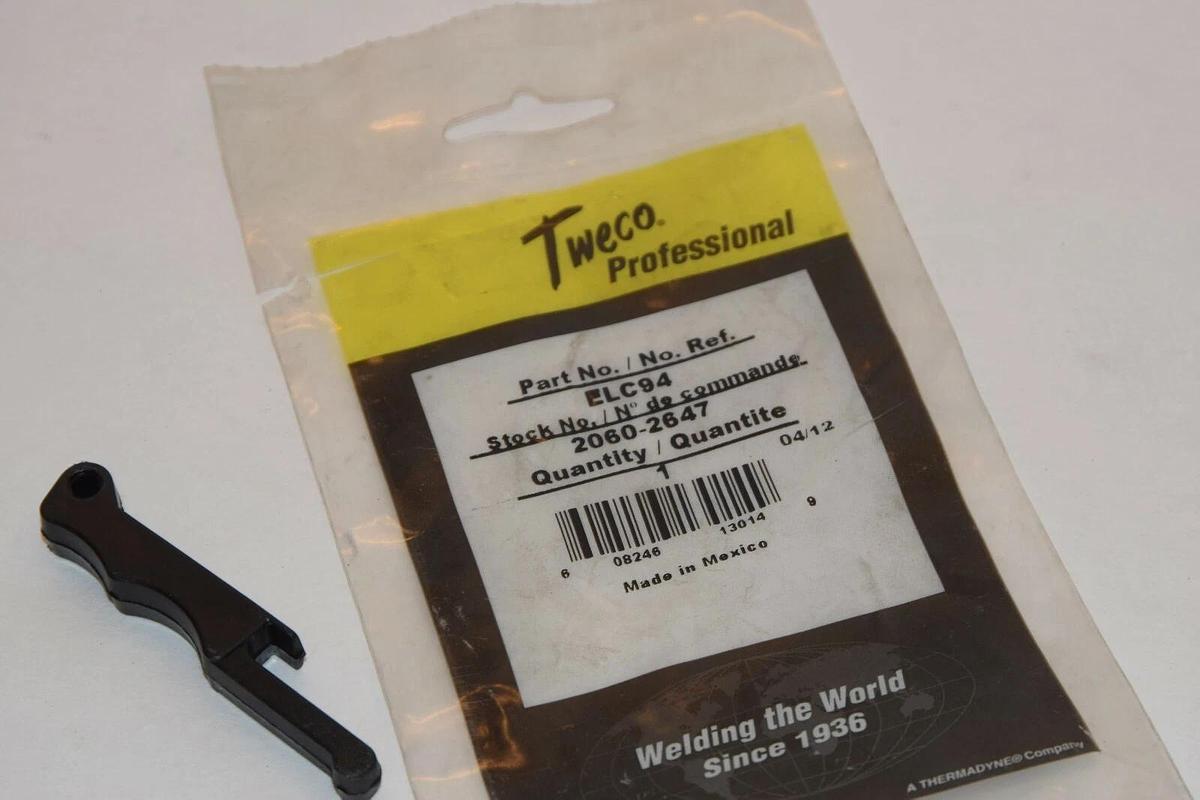 Tweco®
Professional
Part No. / No. Ref.
ELC94
Stock No. / N° de commande
2060-2647
Quantity / Quantite
1
04/12
6 08246 13014 9
Made in Mexico
Welding the World
Since 1936
A THERMADYNE® Company